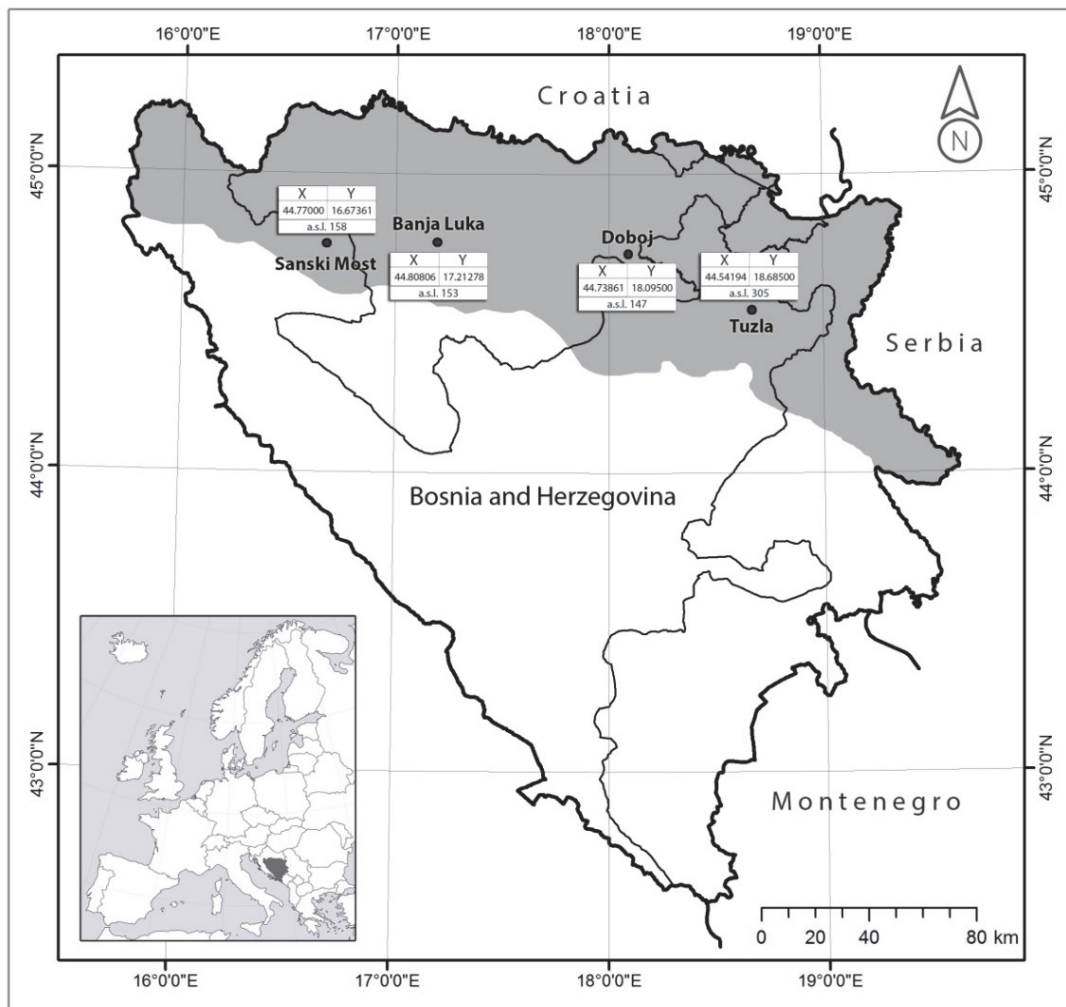 16°0'0"E 17°0'0"E 18°0'0"E 19°0'0"E
Croatia
N
45°0'0"N 45°0'0"N
X Y
44.77000 16.67361
a.s.l. 158
Sanski Most
Banja Luka
X Y
44.80806 17.21278
a.s.l. 153
Doboj
X Y
44.73861 18.09500
a.s.l. 147
X Y
44.54194 18.68500
a.s.l. 305
Tuzla
Serbia
44°0'0"N 44°0'0"N
Bosnia and Herzegovina
43°0'0"N 43°0'0"N
Montenegro
0 20 40 60 80 km
16°0'0"E 17°0'0"E 18°0'0"E 19°0'0"E